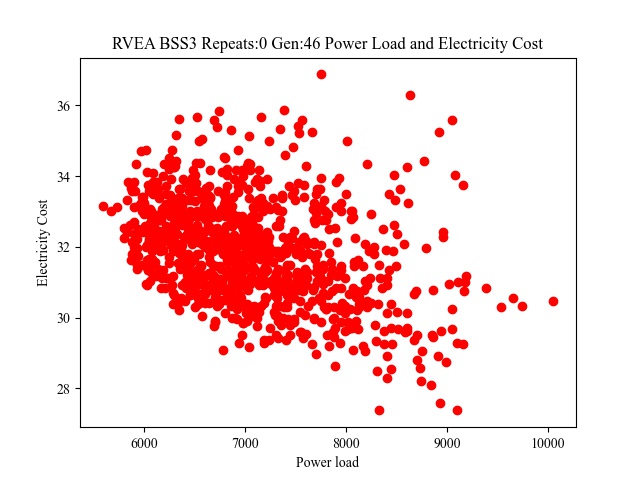 RVEA BSS3 Repeats:0 Gen:46 Power Load and Electricity Cost
36
34
32
30
28
Electricity Cost
6000 7000 8000 9000 10000
Power load